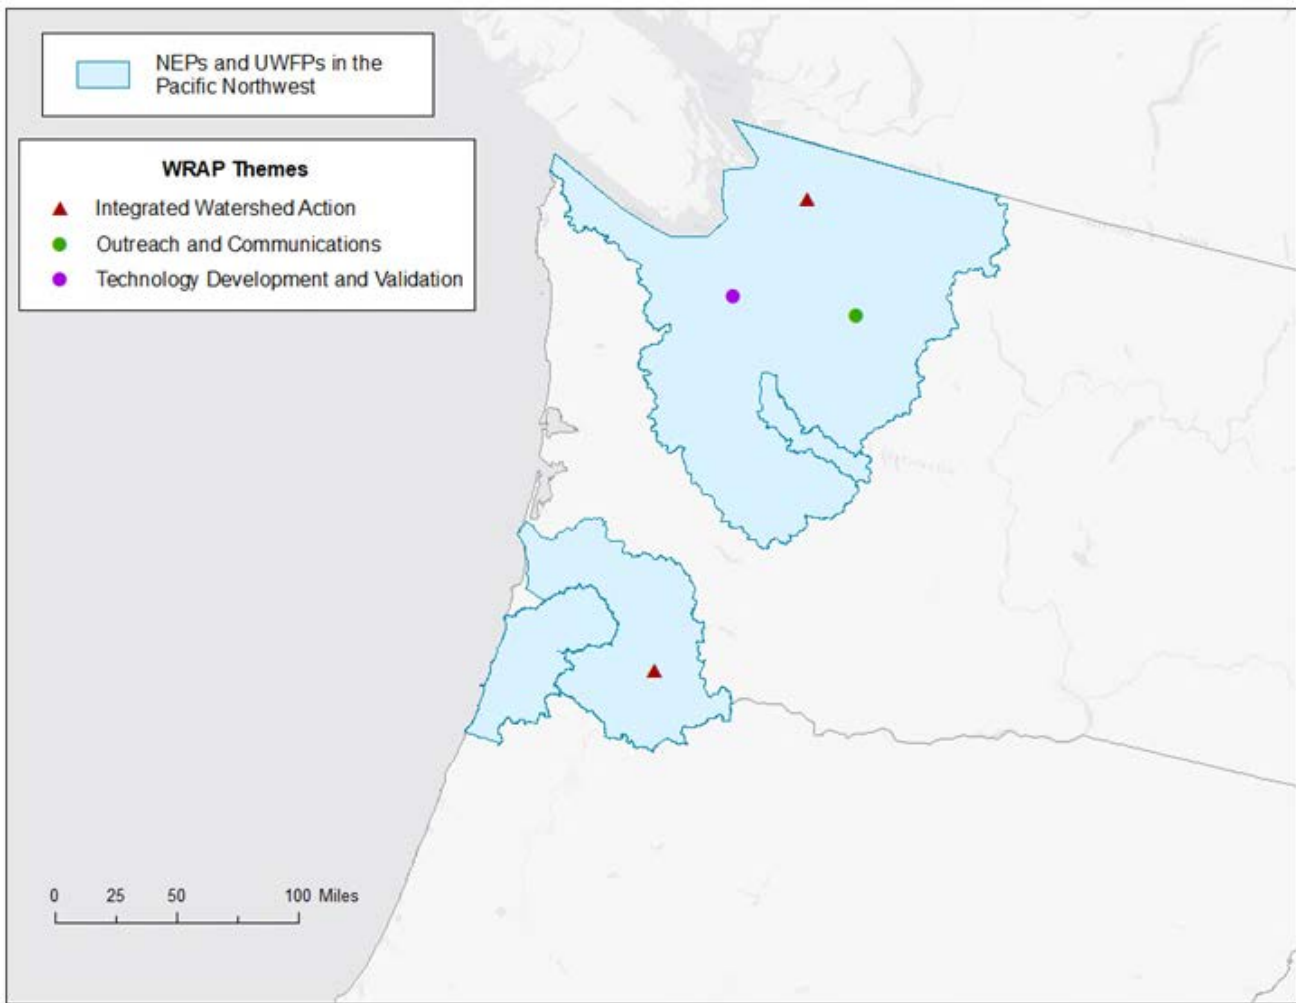 NEPs and UWFPs in the
Pacific Northwest
WRAP Themes
Integrated Watershed Action
Outreach and Communications
Technology Development and Validation
0 25 50 100 Miles